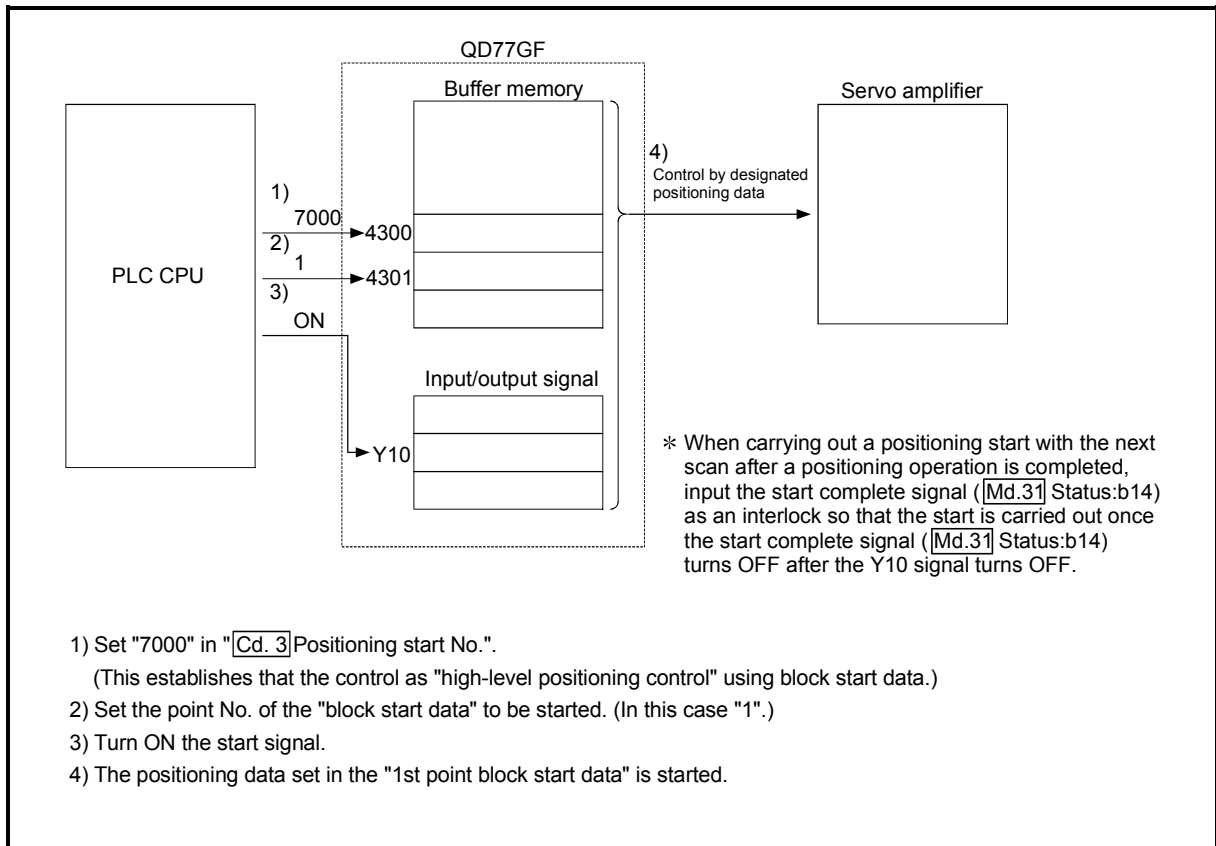 QD77GF
Buffer memory
Servo amplifier
4)
Control by designated
positioning data
1)
7000
4300
2)
1
4301
PLC CPU
3)
ON
Input/output signal
Y10
* When carrying out a positioning start with the next
scan after a positioning operation is completed,
input the start complete signal ( Md.31 Status:b14)
as an interlock so that the start is carried out once
the start complete signal ( Md.31 Status:b14)
turns OFF after the Y10 signal turns OFF.
1) Set "7000" in " Cd. 3 Positioning start No.".
(This establishes that the control as "high-level positioning control" using block start data.)
2) Set the point No. of the "block start data" to be started. (In this case "1".)
3) Turn ON the start signal.
4) The positioning data set in the "1st point block start data" is started.